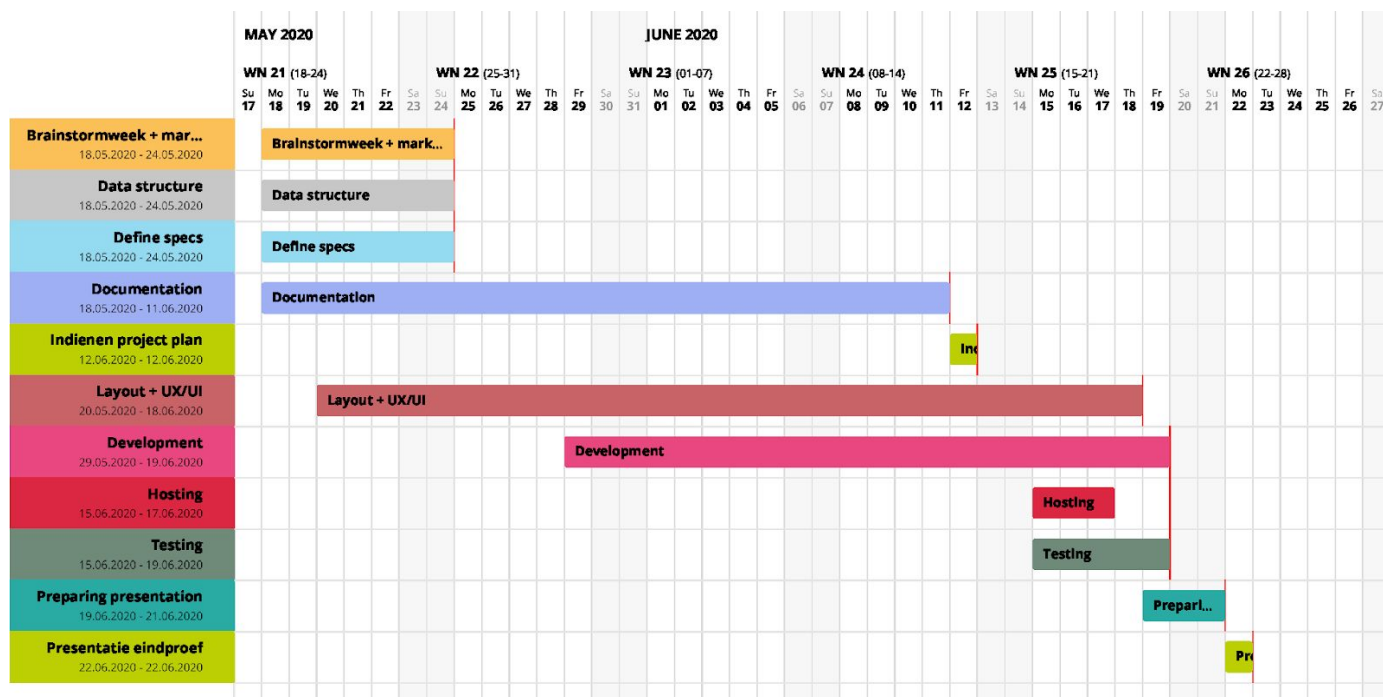 MAY 2020 JUNE 2020
WN 21 (18-24) WN 22 (25-31) WN 23 (01-07) WN 24 (08-14) WN 25 (15-21) WN 26 (22-28)
Su Mo Tu We Th Fr Sa Su Mo Tu We Th Fr Sa Su Mo Tu We Th Fr Sa Su Mo Tu We Th Fr Sa Su Mo Tu We Th Fr Sa Su Mo Tu We Th Fr Sa
17 18 19 20 21 22 23 24 25 26 27 28 29 30 31 01 02 03 04 05 06 07 08 09 10 11 12 13 14 15 16 17 18 19 20 21 22 23 24 25 26 27
Brainstormweek + mar...
18.05.2020 - 24.05.2020
Brainstormweek + mark...
Data structure
18.05.2020 - 24.05.2020
Data structure
Define specs
18.05.2020 - 24.05.2020
Define specs
Documentation
18.05.2020 - 11.06.2020
Documentation
Indienen project plan
12.06.2020 - 12.06.2020
Layout + UX/UI
20.05.2020 - 18.06.2020
Layout + UX/UI
Development
29.05.2020 - 19.06.2020
Development
Hosting
15.06.2020 - 17.06.2020
Hosting
Testing
15.06.2020 - 19.06.2020
Testing
Preparing presentation
19.06.2020 - 21.06.2020
Prepari...
Presentatie eindproef
22.06.2020 - 22.06.2020